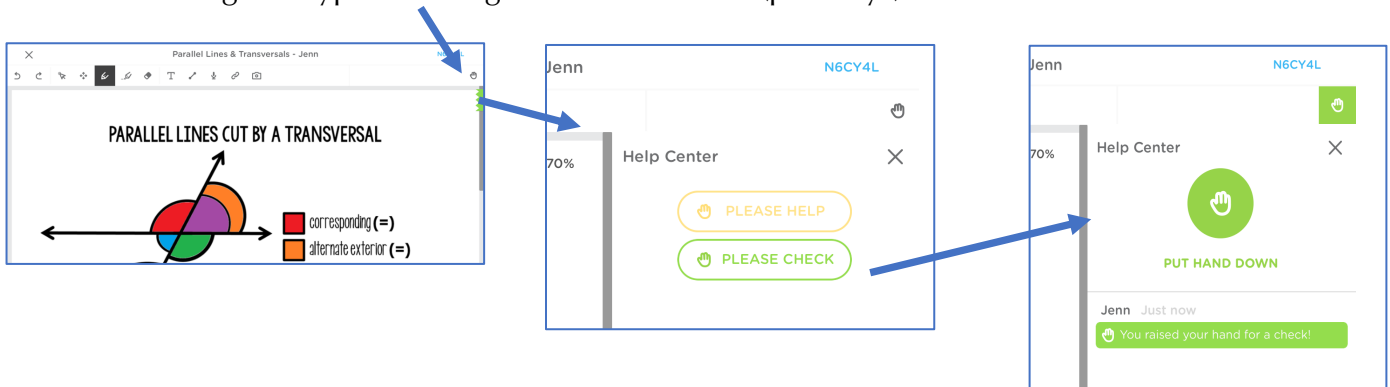 Parallel Lines & Transversals - Jenn
T
PARALLEL LINES CUT BY A TRANSVERSAL
corresponding (=)
alternate exterior (=)
Jenn N6CY4L
70%
Help Center
PLEASE HELP
PLEASE CHECK
Jenn N6CY4L
70%
Help Center
PUT HAND DOWN
Jenn Just now
You raised your hand for a check!